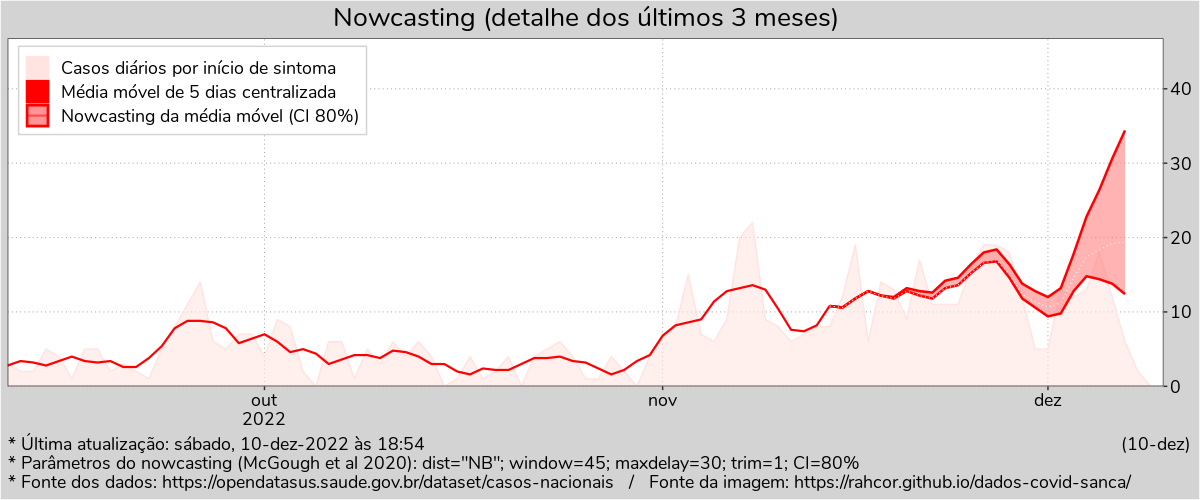 Nowcasting (detalhe dos últimos 3 meses)
Casos diários por início de sintoma
Média móvel de 5 dias centralizada
Nowcasting da média móvel (CI 80%)
40
30
20
10
0
out
2022
nov
dez
* Última atualização: sábado, 10-dez-2022 às 18:54
(10-dez)
* Parâmetros do nowcasting (McGough et al 2020): dist="NB"; window=45; maxdelay=30; trim=1; CI=80%
* Fonte dos dados: https://opendatasus.saude.gov.br/dataset/casos-nacionais / Fonte da imagem: https://rahcor.github.io/dados-covid-sanca/